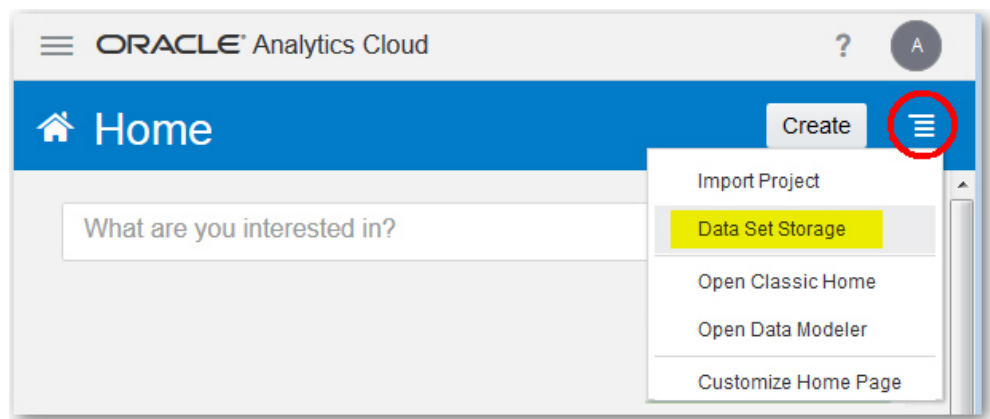 ORACLE® Analytics Cloud ? A
Home Create
What are you interested in?
Import Project
Data Set Storage
Open Classic Home
Open Data Modeler
Customize Home Page